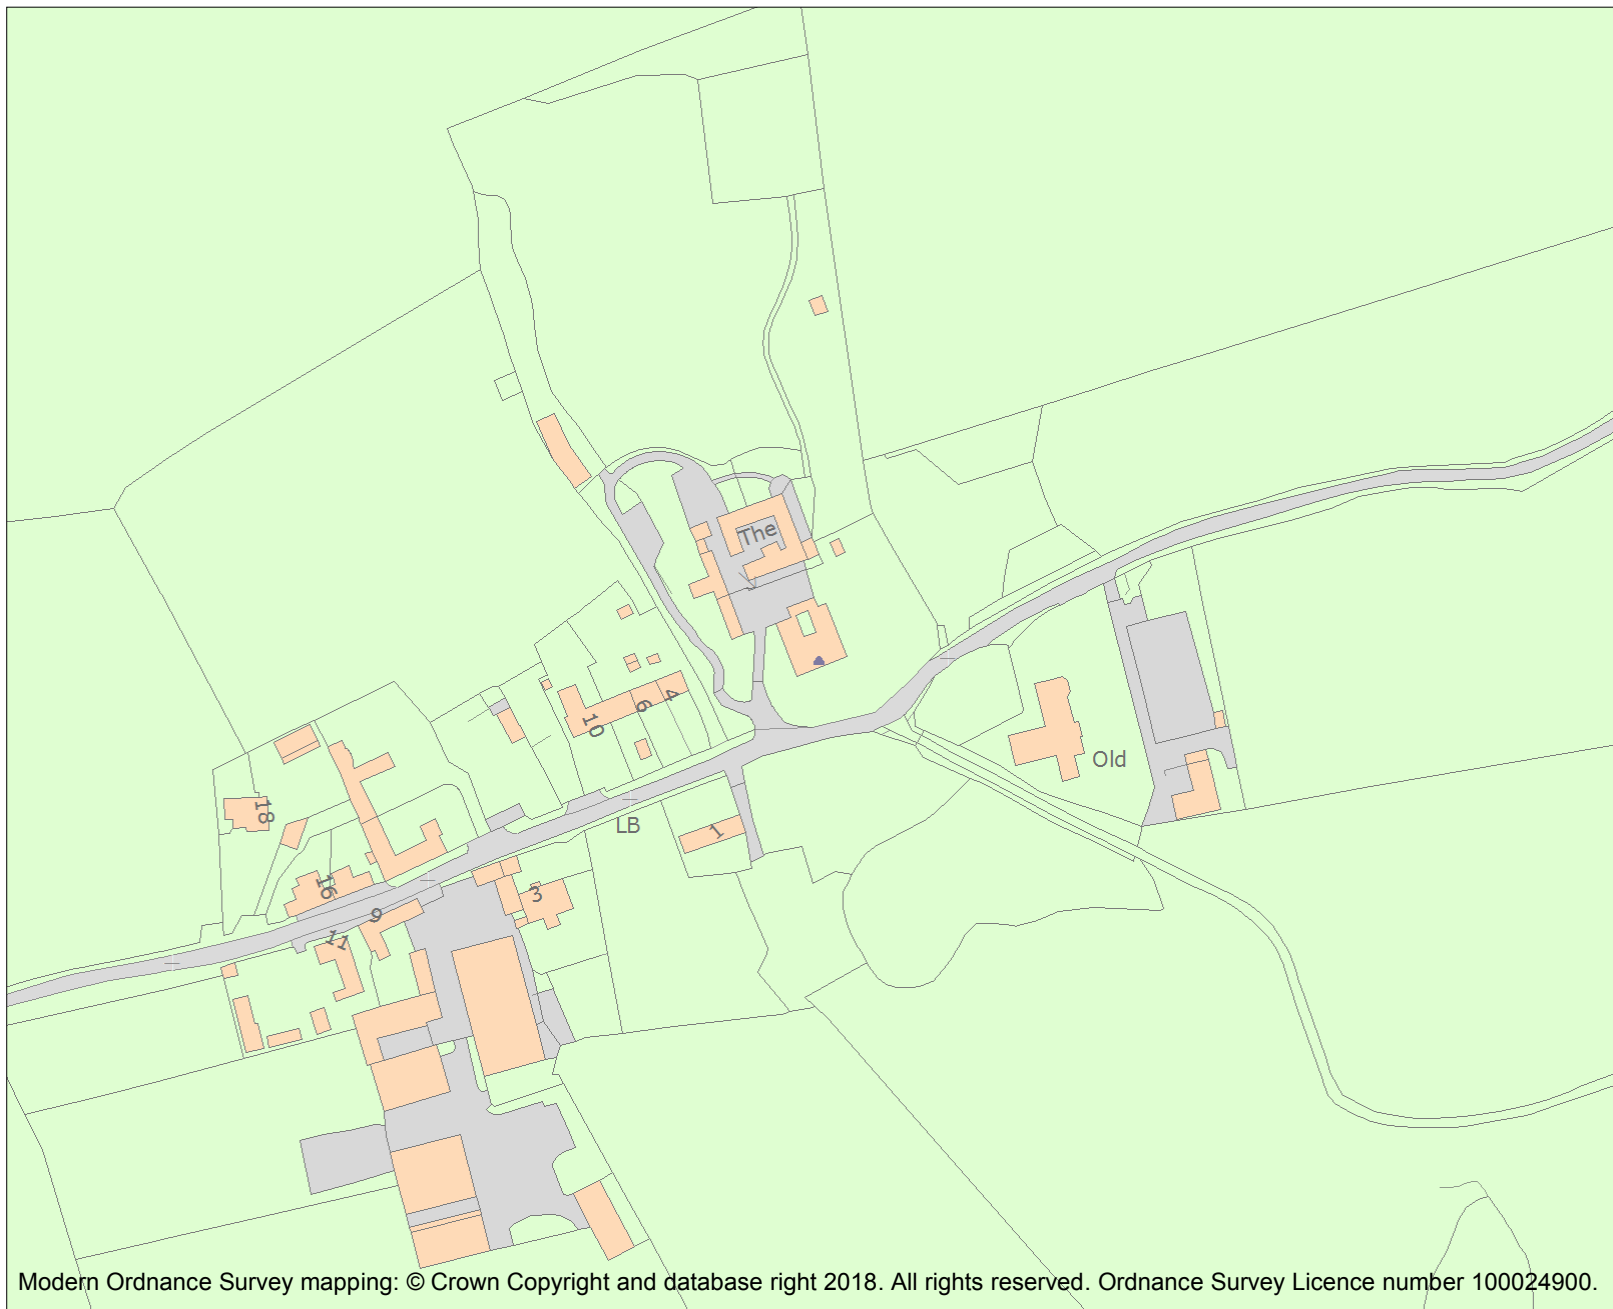 The
4
6
10
Old
18
LB
1
16
3
9
11
Modern Ordnance Survey mapping: © Crown Copyright and database right 2018. All rights reserved. Ordnance Survey Licence number 100024900.